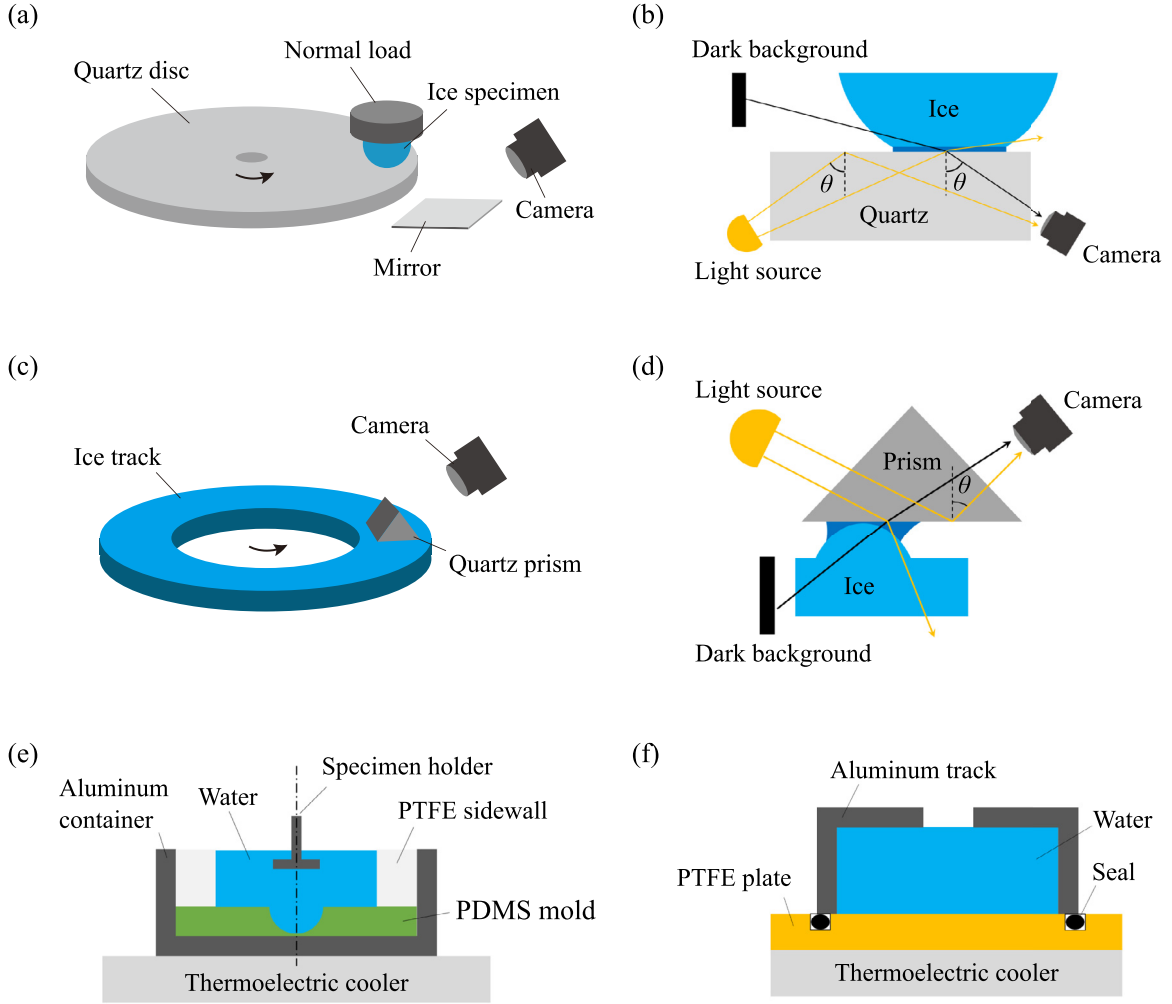 (a)
Normal load
Quartz disc
Ice specimen
Camera
Mirror
(b)
Dark background
Ice
θ
θ
Quartz
Light source
Camera
(c)
Camera
Ice track
Quartz prism
(d)
Light source
Camera
Prism
θ
Ice
Dark background
(e)
Specimen holder
Aluminum
container
Water
PTFE sidewall
PDMS mold
Thermoelectric cooler
(f)
Aluminum track
Water
PTFE plate
Seal
Thermoelectric cooler